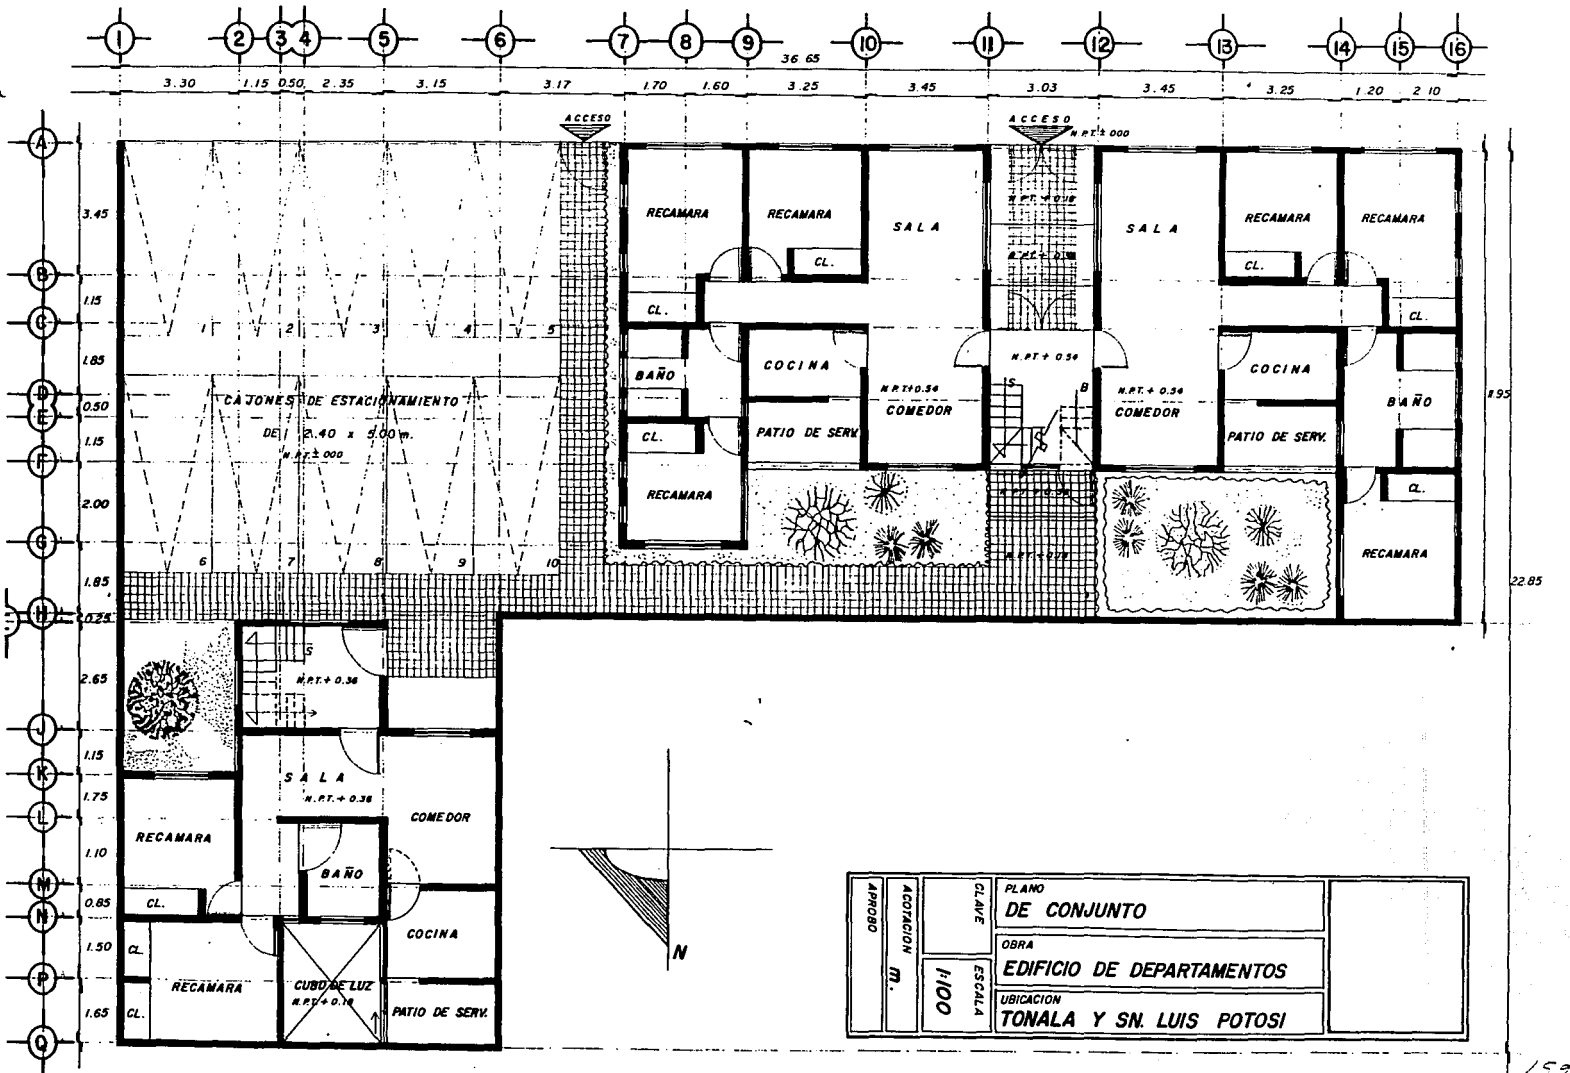 1 2 3 4 5 6 7 8 9 10 11 12 13 14 15 16
36.65
3.30 1.15 0.50 2.35 3.15 3.17 1.70 1.60 3.25 3.45 3.03 3.45 3.25 1.20 2.10
ACCESO
ACCESO
N.P.T. ± 000
A
3.45
B
1.15
C
1.85
D
0.50
E
1.15
F
2.00
G
1.85
H
0.25
2.65
J
1.15
K
1.75
L
1.10
M
0.85
N
1.50
P
1.65
Q
RECAMARA
RECAMARA
SALA
N.P.T. + 0.18
SALA
RECAMARA
RECAMARA
CL.
CL.
CL.
CL.
1 2 3 4 5
BAÑO
COCINA
N.P.T. + 0.54
COCINA
BAÑO
11.95
N.P.T.+0.54
COMEDOR
S
B
N.P.T. + 0.54
COMEDOR
CAJONES DE ESTACIONAMIENTO
DE 2.40 x 5.00 m.
N.P.T. ± 000
CL.
PATIO DE SERV.
PATIO DE SERV.
RECAMARA
CL.
6 7 8 9 10
RECAMARA
22.85
S
N.P.T. + 0.36
SALA
N.P.T. + 0.36
COMEDOR
RECAMARA
BAÑO
CL.
COCINA
CL.
RECAMARA
CUBO DE LUZ
N.P.T. + 0.18
CL.
PATIO DE SERV.
N
APROBO
ACOTACION
m.
CLAVE
ESCALA
1:100
PLANO
DE CONJUNTO
OBRA
EDIFICIO DE DEPARTAMENTOS
UBICACION
TONALA Y SN. LUIS POTOSI